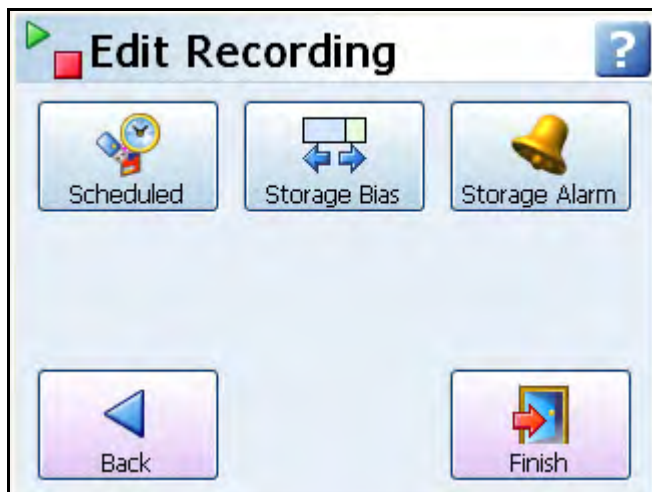 Edit Recording
?
Scheduled
Storage Bias
Storage Alarm
Back
Finish